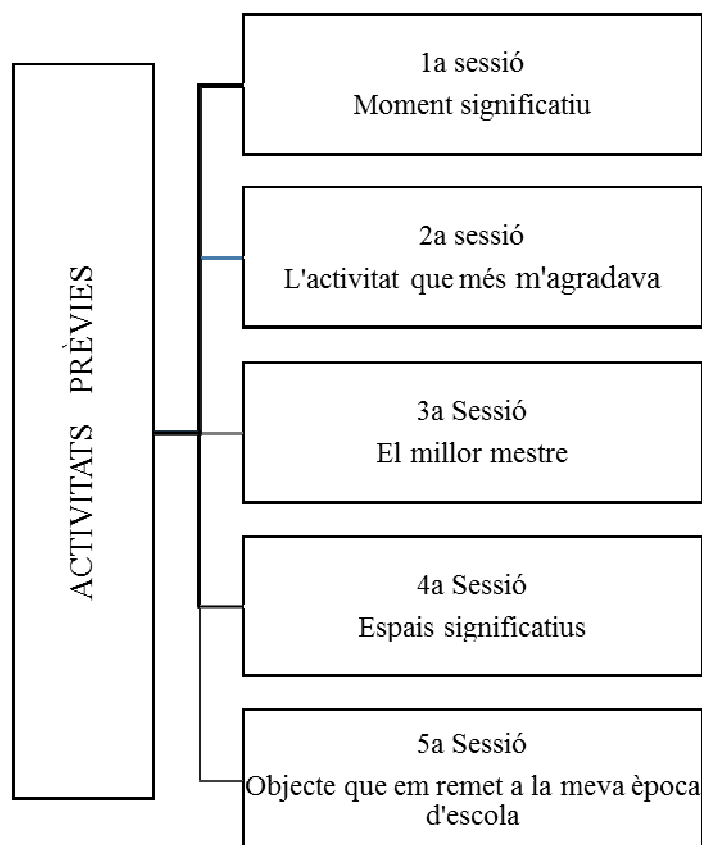 ACTIVITATS PRÈVIES
1a sessió
Moment significatiu
2a sessió
L'activitat que més m'agradava
3a Sessió
El millor mestre
4a Sessió
Espais significatius
5a Sessió
Objecte que em remet a la meva època
d'escola